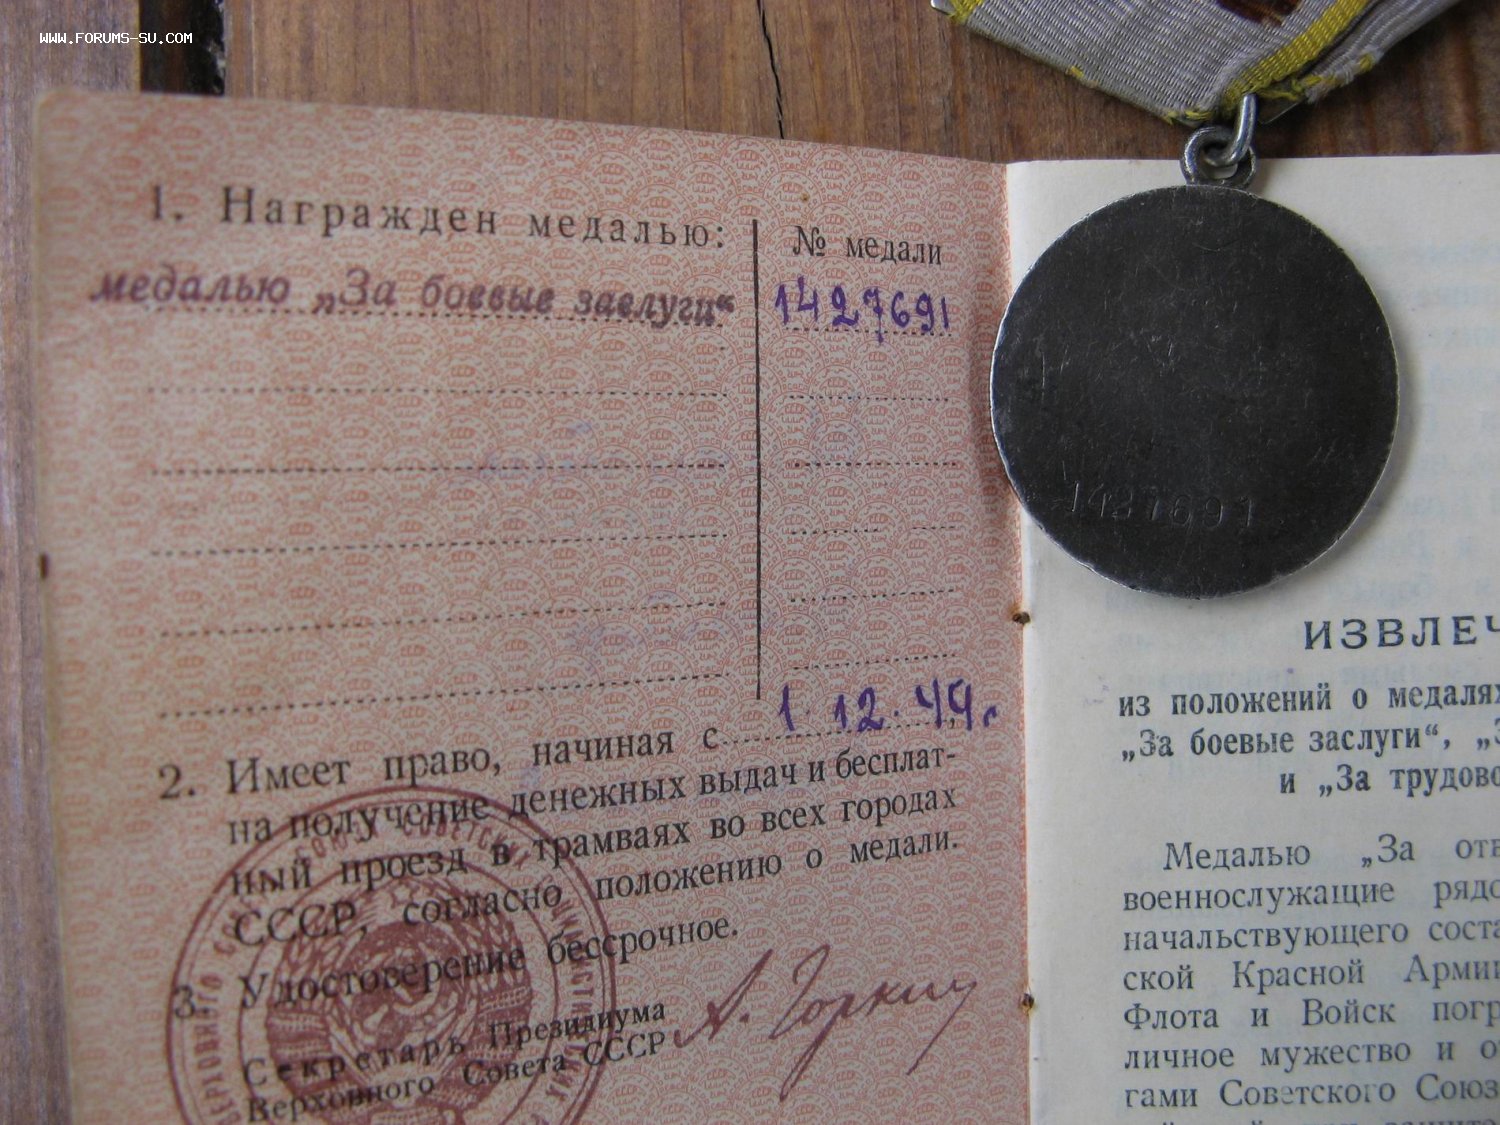 WWW.FORUMS-SU.COM
1. Награжден медалью:
№ медали
медалью „За боевые заслуги“
1427691
1.12.44г.
2. Имеет право, начиная с
на получение денежных выдач и бесплат-
ный проезд в трамваях во всех городах
СССР, согласно положению о медали.
3. Удостоверение бессрочное.
Секретарь Президиума
Верховного Совета СССР
А. Горкин
1427691
ИЗВЛЕЧ
из положений о медалях
„За боевые заслуги“, „З
и „За трудово
Медалью „За отв
военнослужащие рядо
начальствующего соста
ской Красной Армии
Флота и Войск погр
личное мужество и о
гами Советского Союз